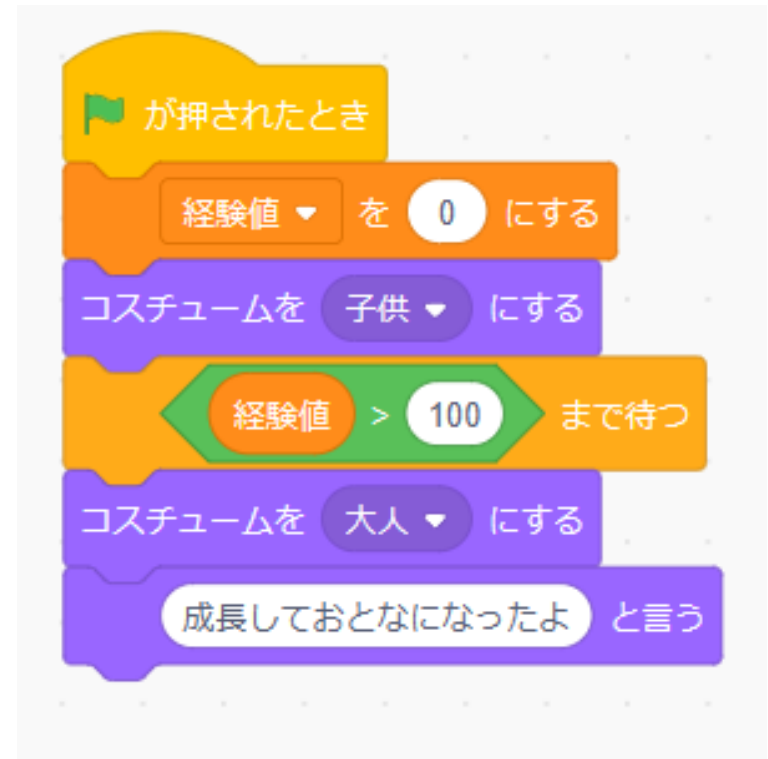 が押されたとき
経験値 を 0 にする
コスチュームを 子供 にする
経験値 > 100 まで待つ
コスチュームを 大人 にする
成長しておとなになったよ と言う